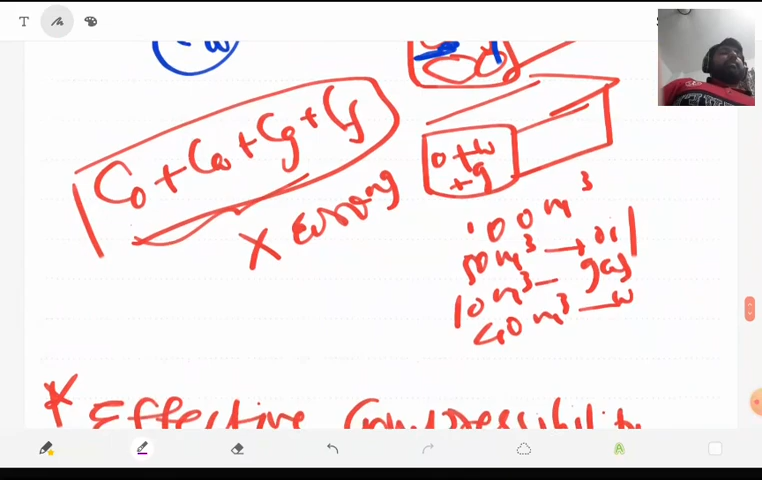 - w
Co + Cw + Cg + Cf
X wrong
o + w
+ g
100 m³
50 m³ → oil
10 m³ — gas
40 m³ — w
* Effective Compressibility
T
A